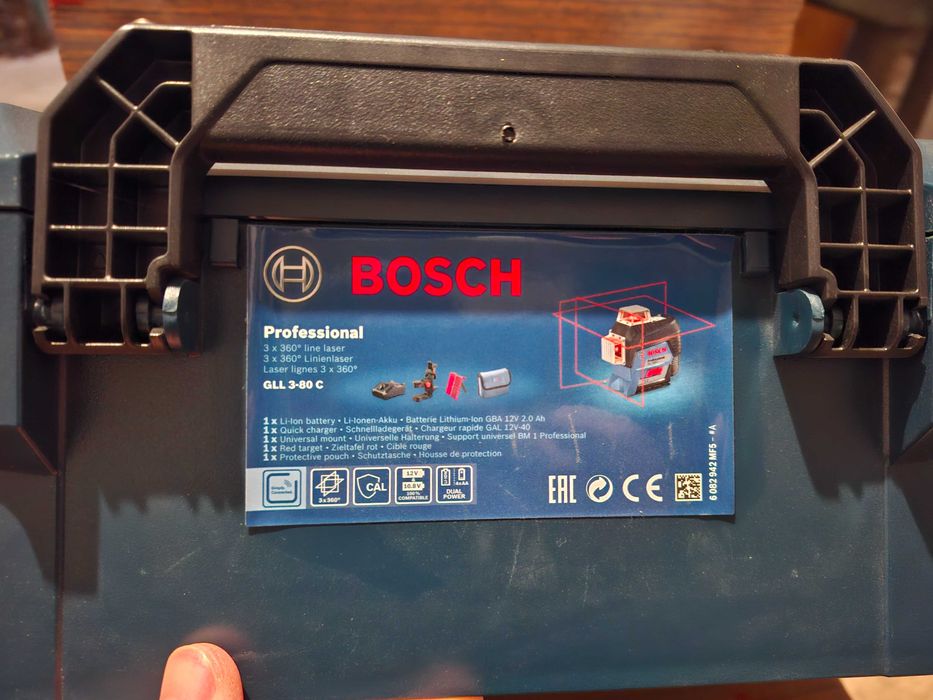 BOSCH
Professional
3 x 360° line laser
3 x 360° Linienlaser
Laser lignes 3 x 360°
GLL 3-80 C
BOSCH
1 x Li-Ion battery • Li-Ionen-Akku • Batterie Lithium-Ion GBA 12V 2.0 Ah
1 x Quick charger • Schnellladegerät • Chargeur rapide GAL 12V-40
1 x Universal mount • Universelle Halterung • Support universel BM 1 Professional
1 x Red target • Zieltafel rot • Cible rouge
1 x Protective pouch • Schutztasche • Housse de protection
Simply Connected.
3x360°
CAL
12V
&
10.8V
100%
COMPATIBLE
4xAA
DUAL
POWER
EAC
CE
6 082 942 MF5 - #A